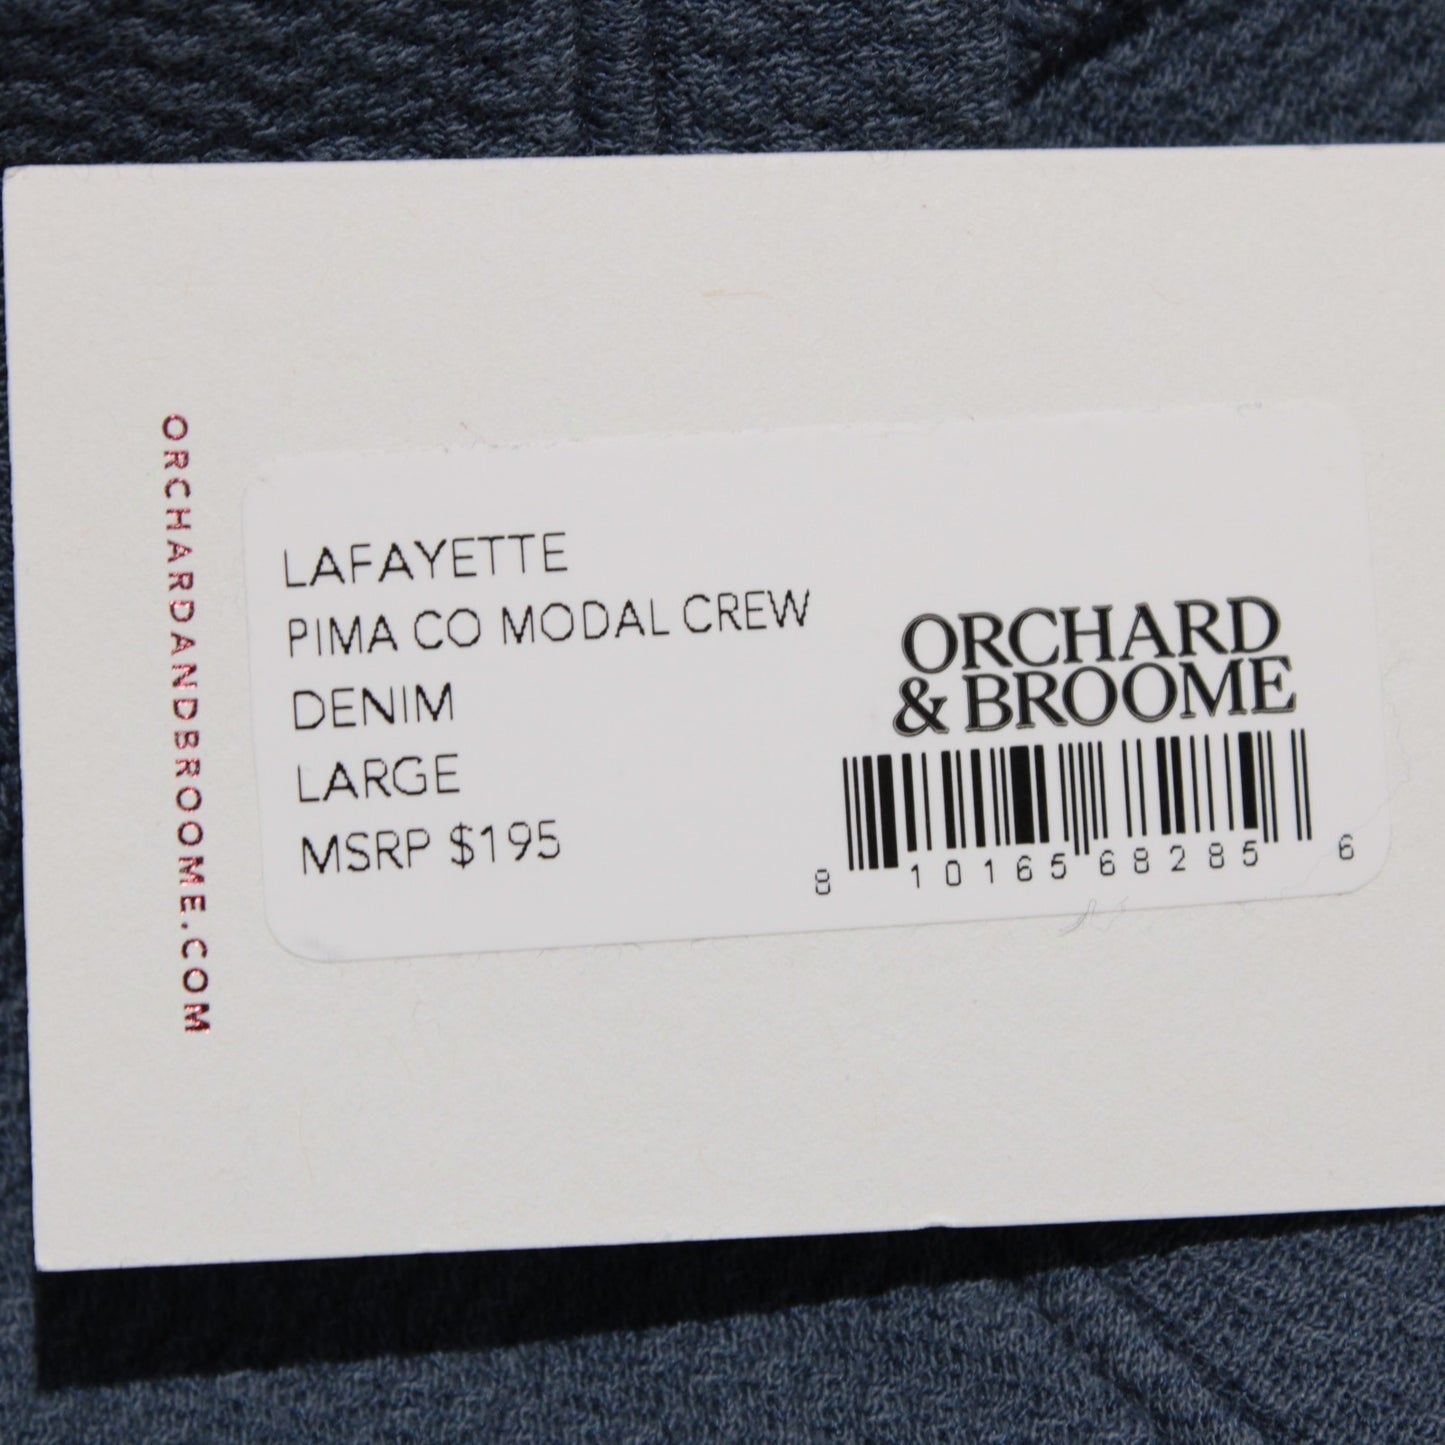 ORCHARDANDBROOME.COM
LAFAYETTE
PIMA CO MODAL CREW
DENIM
LARGE
MSRP $195
ORCHARD
& BROOME
8 10165 68285 6